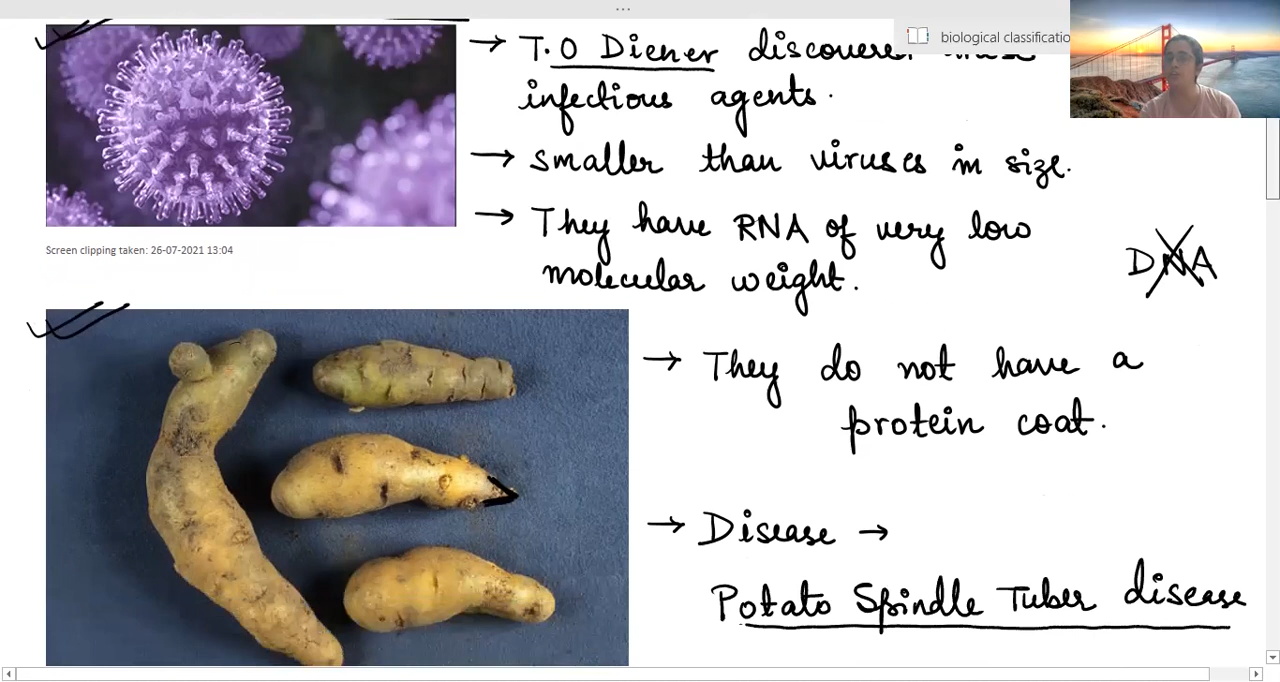 ...
biological classificatio
→ T.O Diener
infectious agents.
→ smaller than viruses in size.
→ They have RNA of very low
molecular weight.
DNA
Screen clipping taken: 26-07-2021 13:04
→ They do not have a
protein coat.
→ Disease →
Potato Spindle Tuber disease